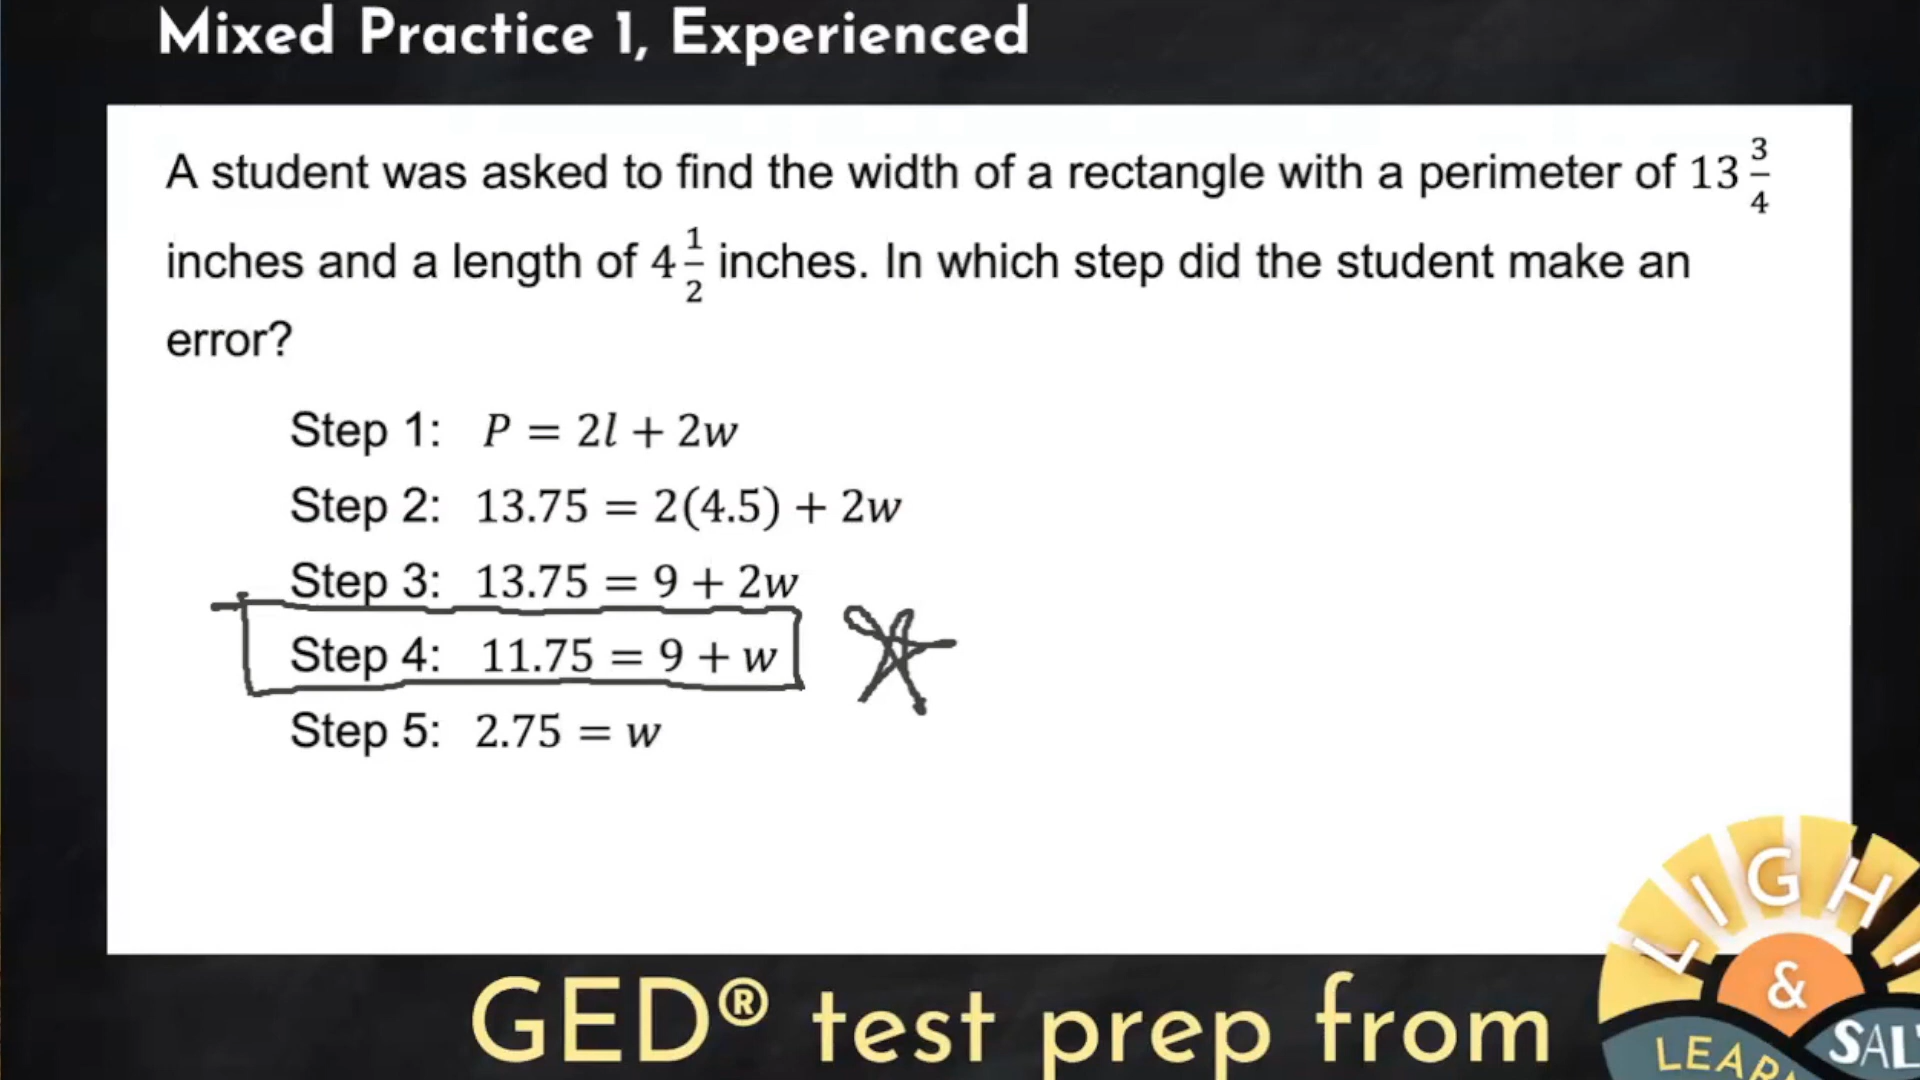 Mixed Practice 1, Experienced
A student was asked to find the width of a rectangle with a perimeter of 13 3/4
inches and a length of 4 1/2 inches. In which step did the student make an
error?
Step 1: P = 2l + 2w
Step 2: 13.75 = 2(4.5) + 2w
Step 3: 13.75 = 9 + 2w
Step 4: 11.75 = 9 + w
Step 5: 2.75 = w
LIGH
&
SAL
LEAR
GED® test prep from